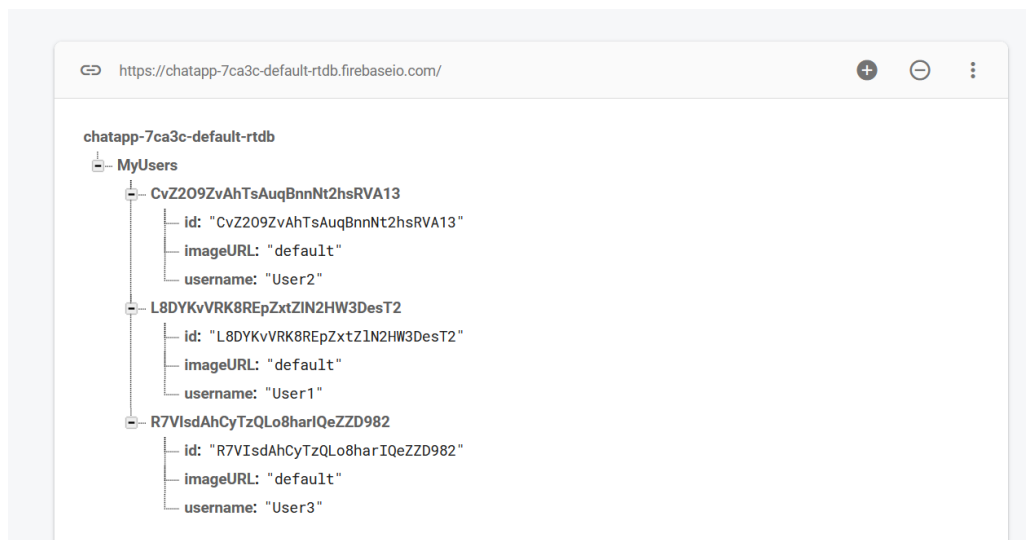 https://chatapp-7ca3c-default-rtdb.firebaseio.com/
chatapp-7ca3c-default-rtdb
MyUsers
CvZ2O9ZvAhTsAuqBnnNt2hsRVA13
id: "CvZ2O9ZvAhTsAuqBnnNt2hsRVA13"
imageURL: "default"
username: "User2"
L8DYKvVRK8REpZxtZlN2HW3DesT2
id: "L8DYKvVRK8REpZxtZlN2HW3DesT2"
imageURL: "default"
username: "User1"
R7VIsdAhCyTzQLo8harIQeZZD982
id: "R7VIsdAhCyTzQLo8harIQeZZD982"
imageURL: "default"
username: "User3"